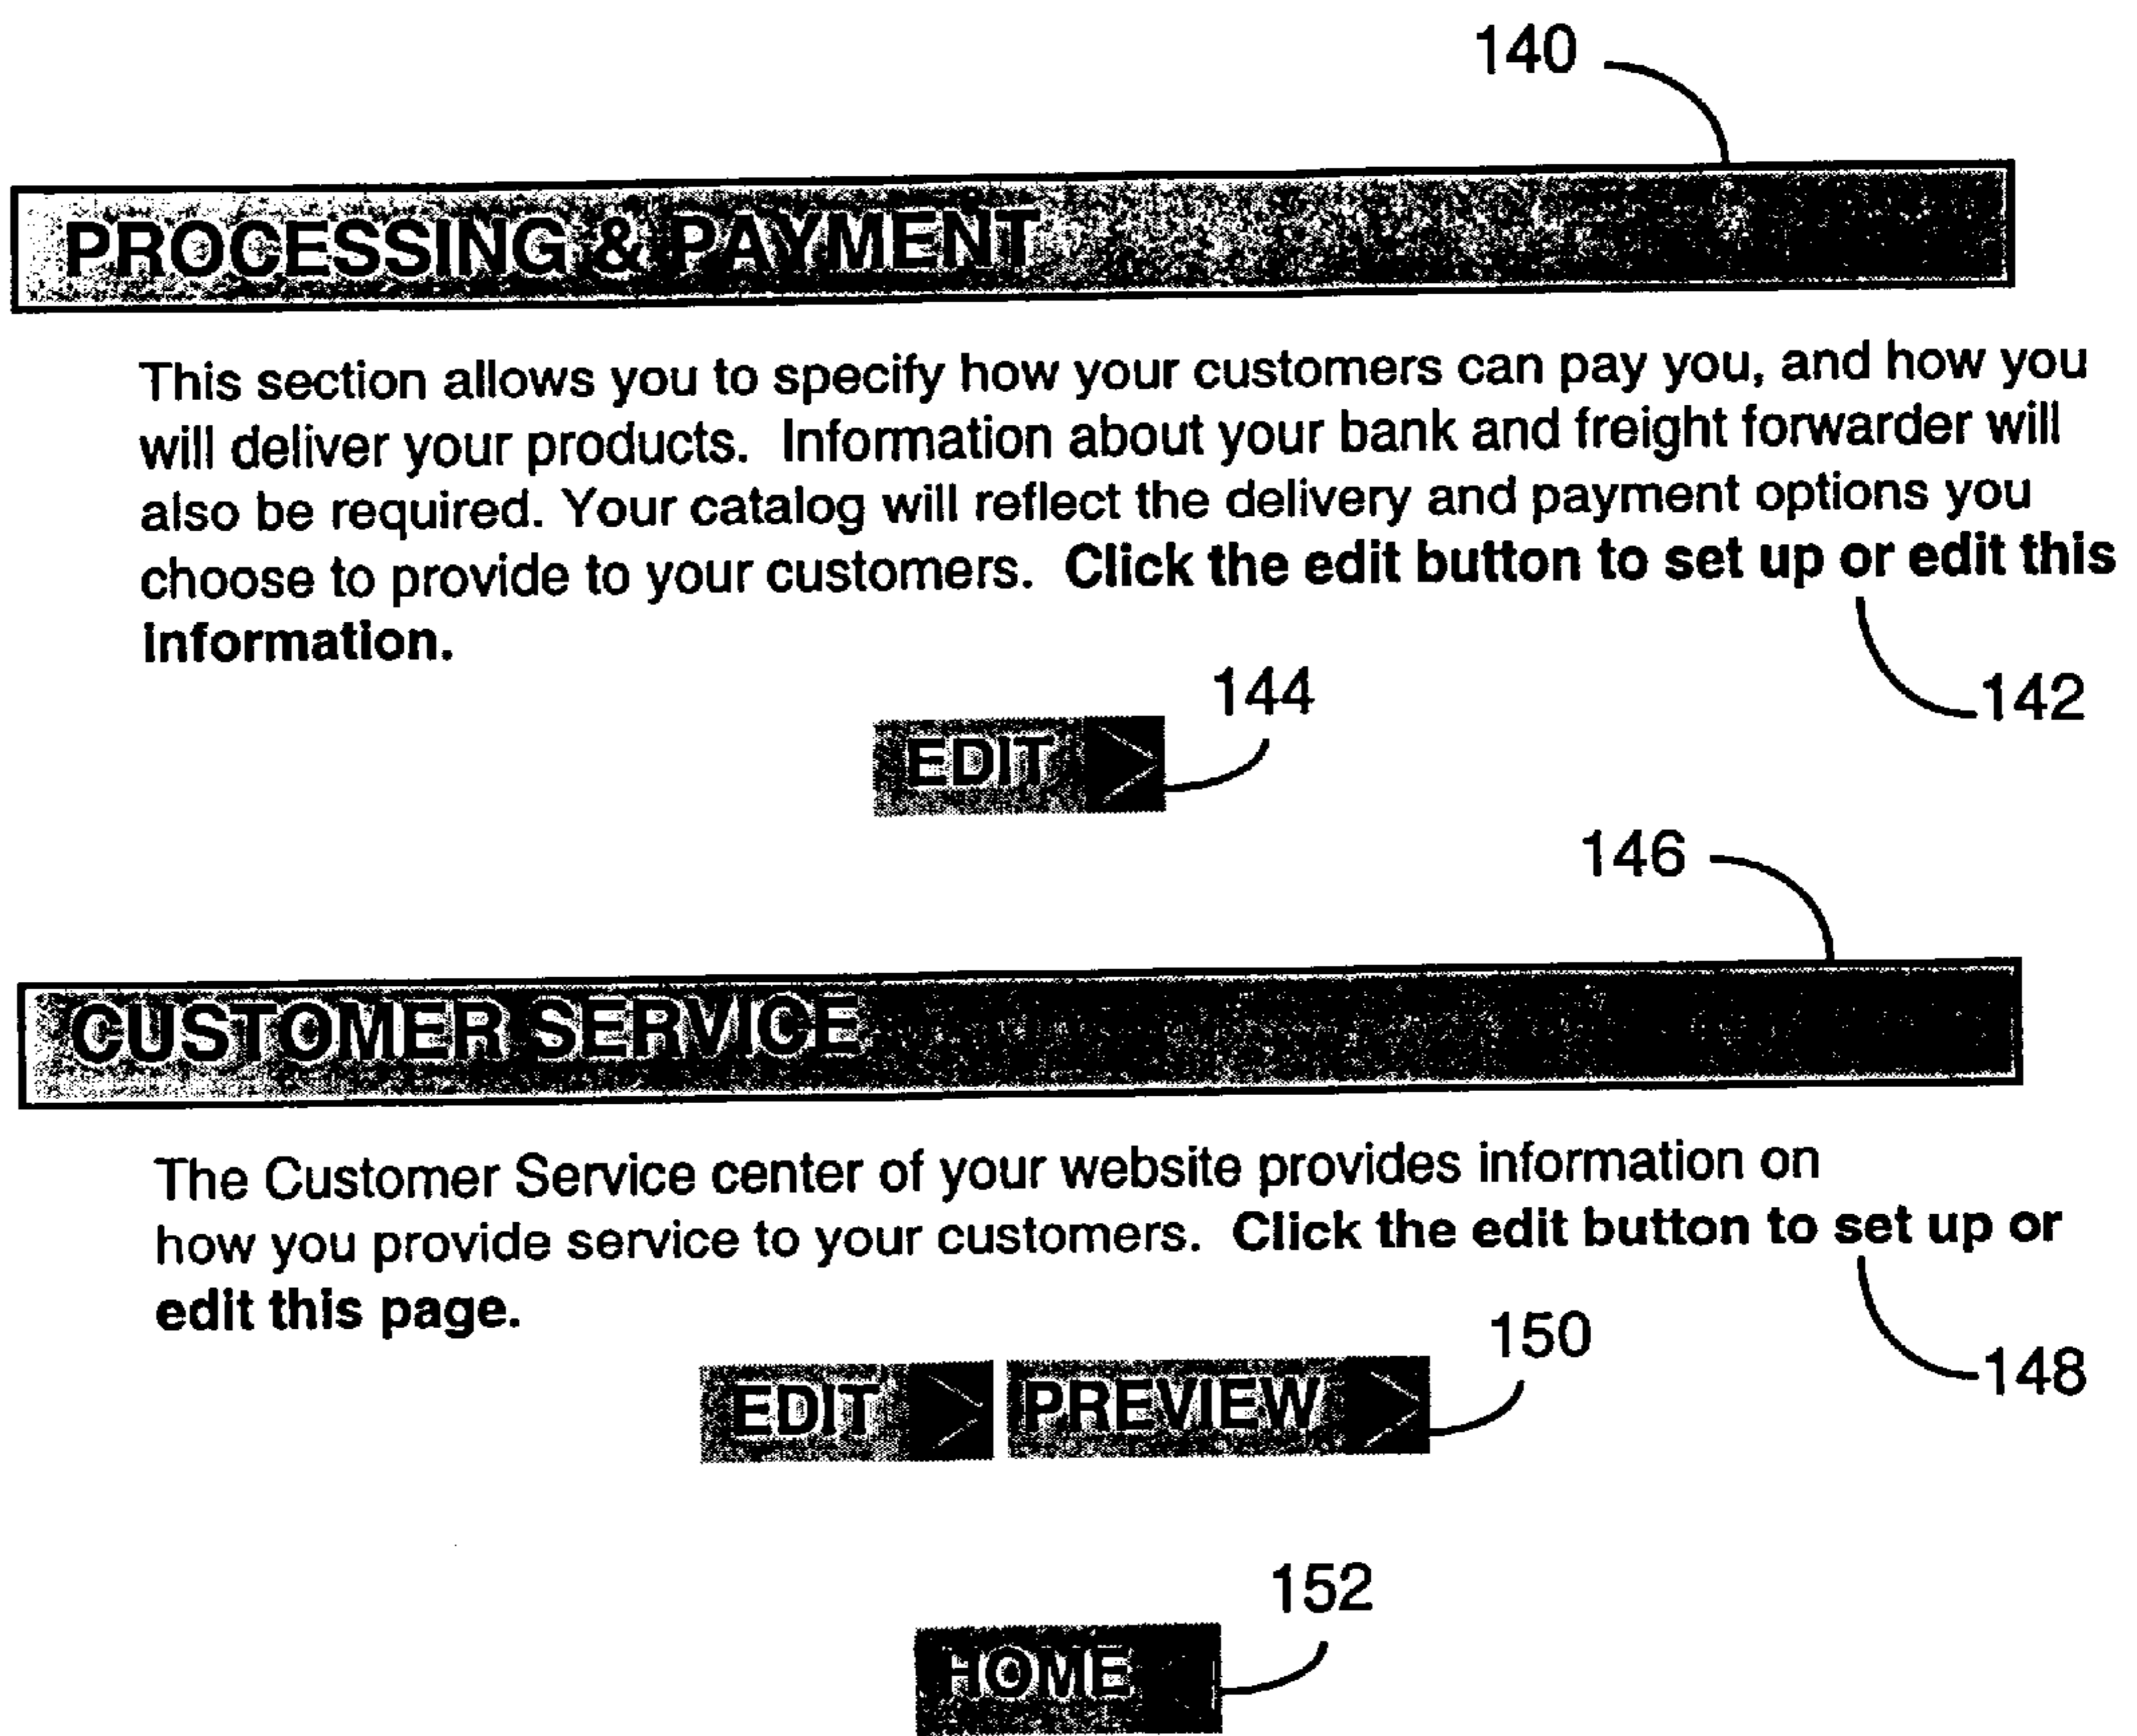 140
PROCESSING & PAYMENT
This section allows you to specify how your customers can pay you, and how you
will deliver your products. Information about your bank and freight forwarder will
also be required. Your catalog will reflect the delivery and payment options you
choose to provide to your customers. Click the edit button to set up or edit this
information.
142
144
EDIT
146
CUSTOMER SERVICE
The Customer Service center of your website provides information on
how you provide service to your customers. Click the edit button to set up or
edit this page.
148
150
EDIT PREVIEW
152
HOME